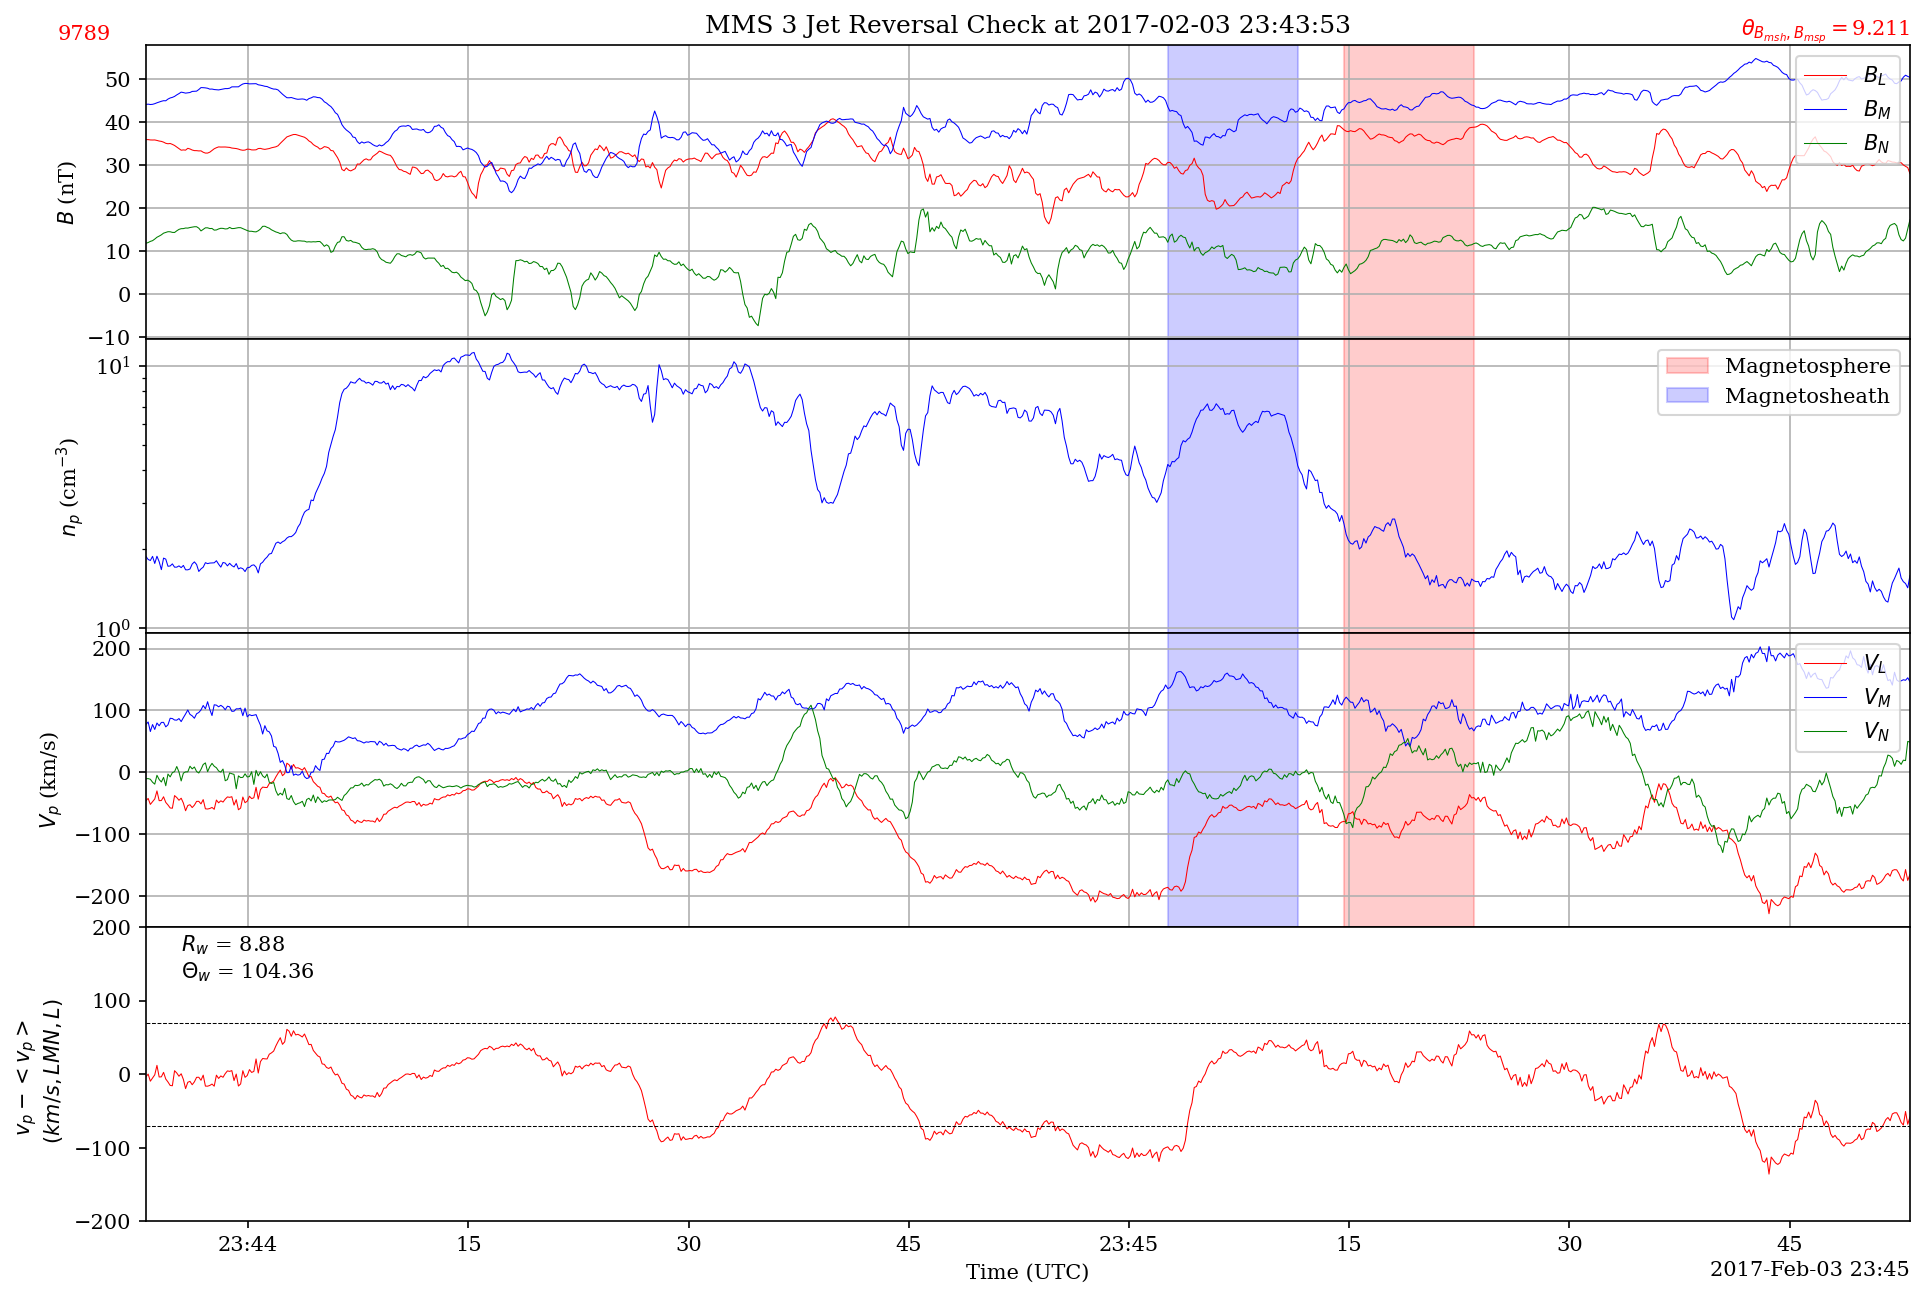 MMS 3 Jet Reversal Check at 2017-02-03 23:43:53
9789
θ_{B_{msh}, B_{msp}} = 9.211
50
40
30
20
10
0
−10
B (nT)
B_L
B_M
B_N
10^1
10^0
n_p (cm^{−3})
Magnetosphere
Magnetosheath
200
100
0
−100
−200
V_p (km/s)
V_L
V_M
V_N
200
100
0
−100
−200
v_p − <v_p>
(km/s, LMN, L)
R_w = 8.88
Θ_w = 104.36
23:44 15 30 45 23:45 15 30 45
Time (UTC)
2017-Feb-03 23:45